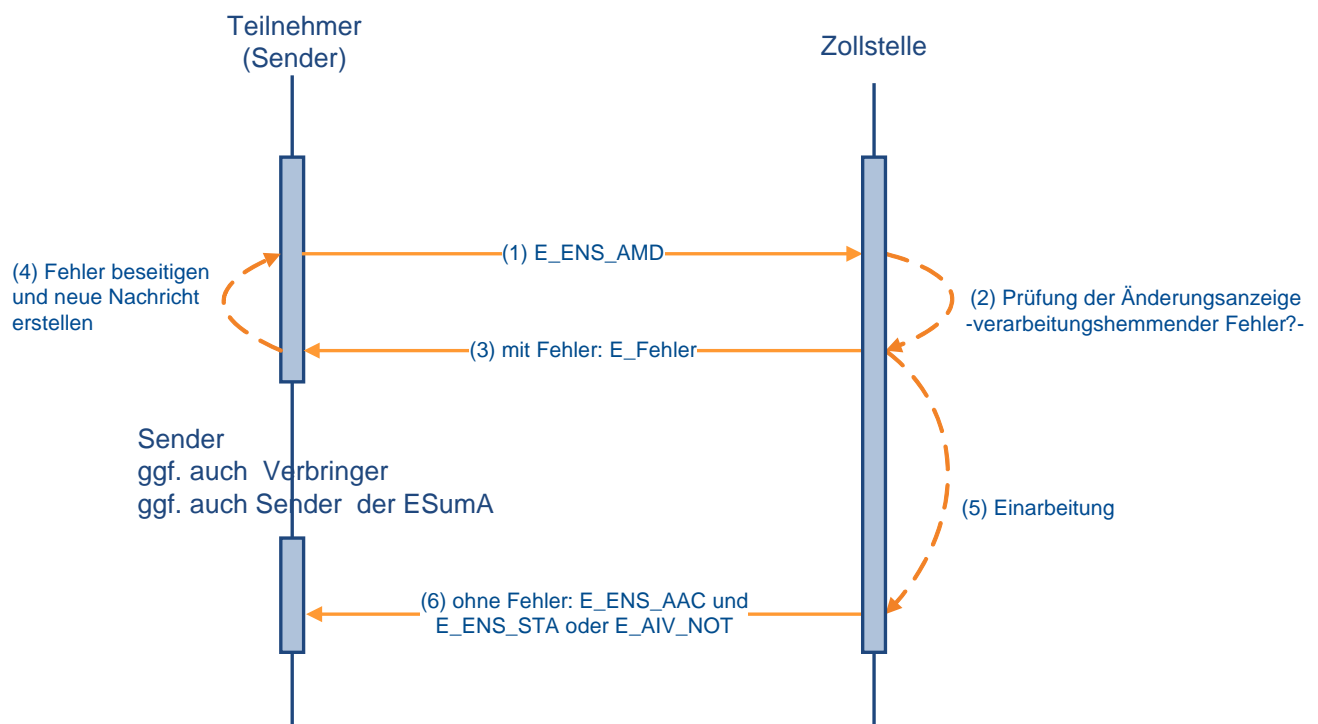 Teilnehmer
(Sender)
Zollstelle
(1) E_ENS_AMD
(4) Fehler beseitigen
und neue Nachricht
erstellen
(2) Prüfung der Änderungsanzeige
-verarbeitungshemmender Fehler?-
(3) mit Fehler: E_Fehler
Sender
ggf. auch Verbringer
ggf. auch Sender der ESumA
(5) Einarbeitung
(6) ohne Fehler: E_ENS_AAC und
E_ENS_STA oder E_AIV_NOT